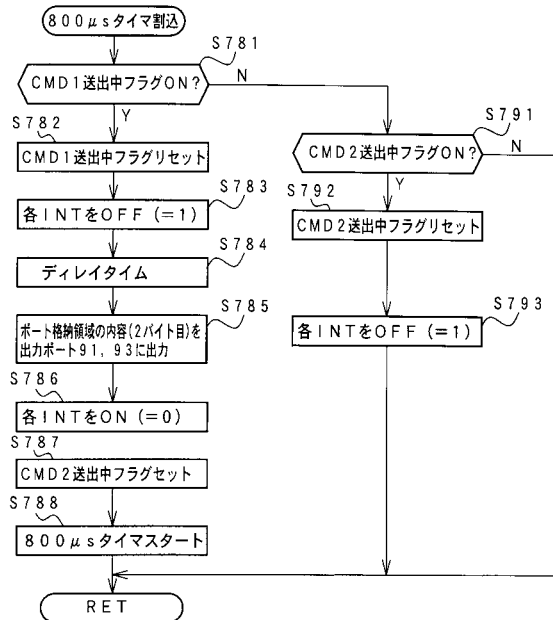 800μsタイマ割込
S781
CMD1送出中フラグON?
N
Y
S782
CMD1送出中フラグリセット
S783
各INTをOFF(=1)
S784
ディレイタイム
S785
ポート格納領域の内容(2バイト目)を
出力ポート91,93に出力
S786
各INTをON(=0)
S787
CMD2送出中フラグセット
S788
800μsタイマスタート
RET
S791
CMD2送出中フラグON?
N
Y
S792
CMD2送出中フラグリセット
S793
各INTをOFF(=1)